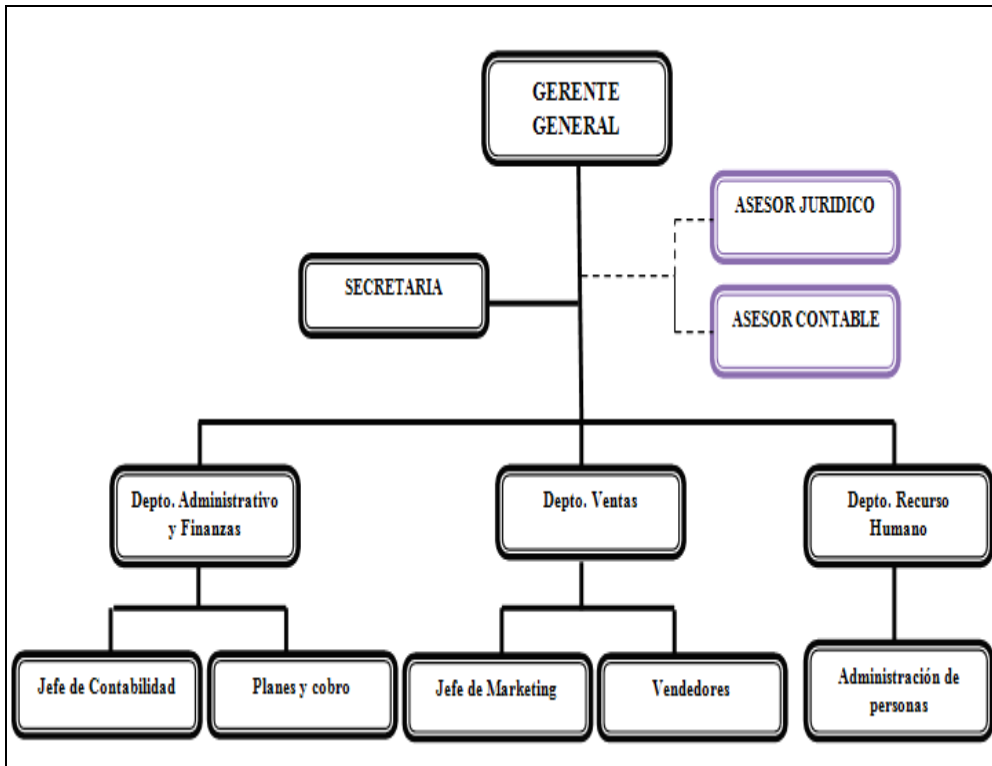 GERENTE
GENERAL
ASESOR JURIDICO
SECRETARIA
ASESOR CONTABLE
Depto. Administrativo
y Finanzas
Depto. Ventas
Depto. Recurso
Humano
Jefe de Contabilidad
Planes y cobro
Jefe de Marketing
Vendedores
Administración de
personas